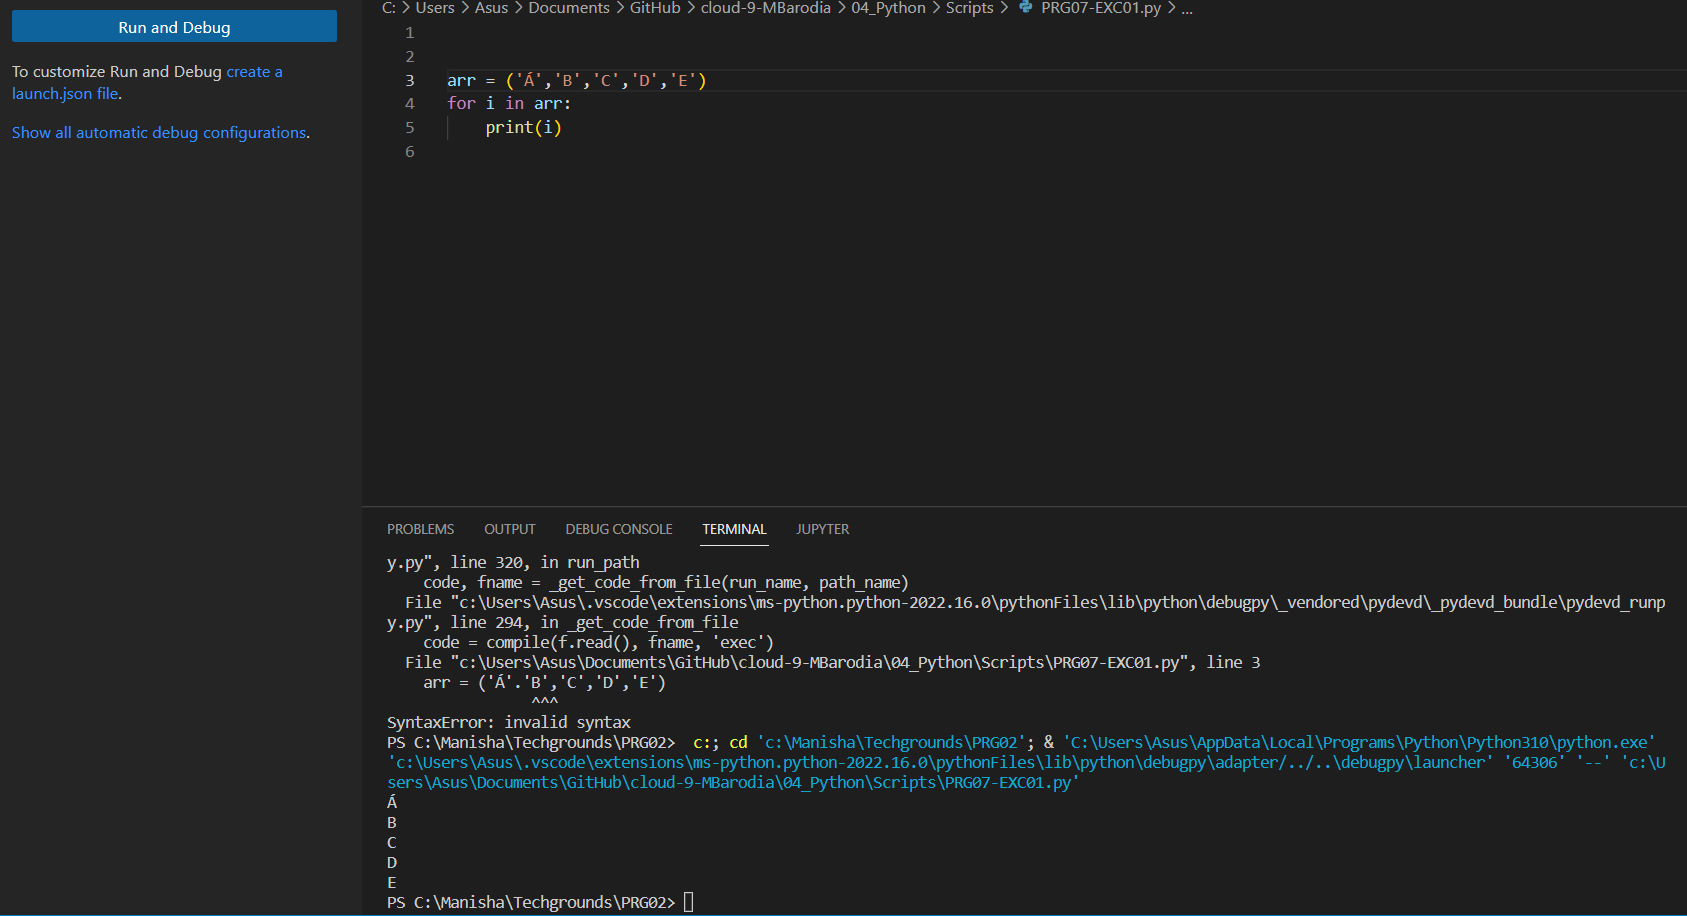 Run and Debug
To customize Run and Debug create a
launch.json file.
Show all automatic debug configurations.
C: > Users > Asus > Documents > GitHub > cloud-9-MBarodia > 04_Python > Scripts > PRG07-EXC01.py > ...
1
2
3 arr = ('Á','B','C','D','E')
4 for i in arr:
5     print(i)
6
PROBLEMS OUTPUT DEBUG CONSOLE TERMINAL JUPYTER
y.py", line 320, in run_path
    code, fname = _get_code_from_file(run_name, path_name)
  File "c:\Users\Asus\.vscode\extensions\ms-python.python-2022.16.0\pythonFiles\lib\python\debugpy\_vendored\pydevd\_pydevd_bundle\pydevd_runp
y.py", line 294, in _get_code_from_file
    code = compile(f.read(), fname, 'exec')
  File "c:\Users\Asus\Documents\GitHub\cloud-9-MBarodia\04_Python\Scripts\PRG07-EXC01.py", line 3
    arr = ('Á'.'B','C','D','E')
                ^^^
SyntaxError: invalid syntax
PS C:\Manisha\Techgrounds\PRG02>  c:; cd 'c:\Manisha\Techgrounds\PRG02'; & 'C:\Users\Asus\AppData\Local\Programs\Python\Python310\python.exe'
'c:\Users\Asus\.vscode\extensions\ms-python.python-2022.16.0\pythonFiles\lib\python\debugpy\adapter/../..\debugpy\launcher' '64306' '--' 'c:\U
sers\Asus\Documents\GitHub\cloud-9-MBarodia\04_Python\Scripts\PRG07-EXC01.py'
Á
B
C
D
E
PS C:\Manisha\Techgrounds\PRG02>